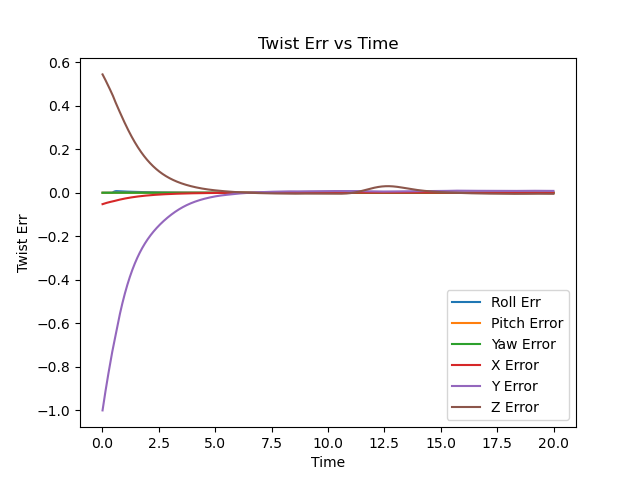 Twist Err vs Time
0.6
0.4
0.2
0.0
−0.2
−0.4
−0.6
−0.8
−1.0
Twist Err
Roll Err
Pitch Error
Yaw Error
X Error
Y Error
Z Error
0.0 2.5 5.0 7.5 10.0 12.5 15.0 17.5 20.0
Time